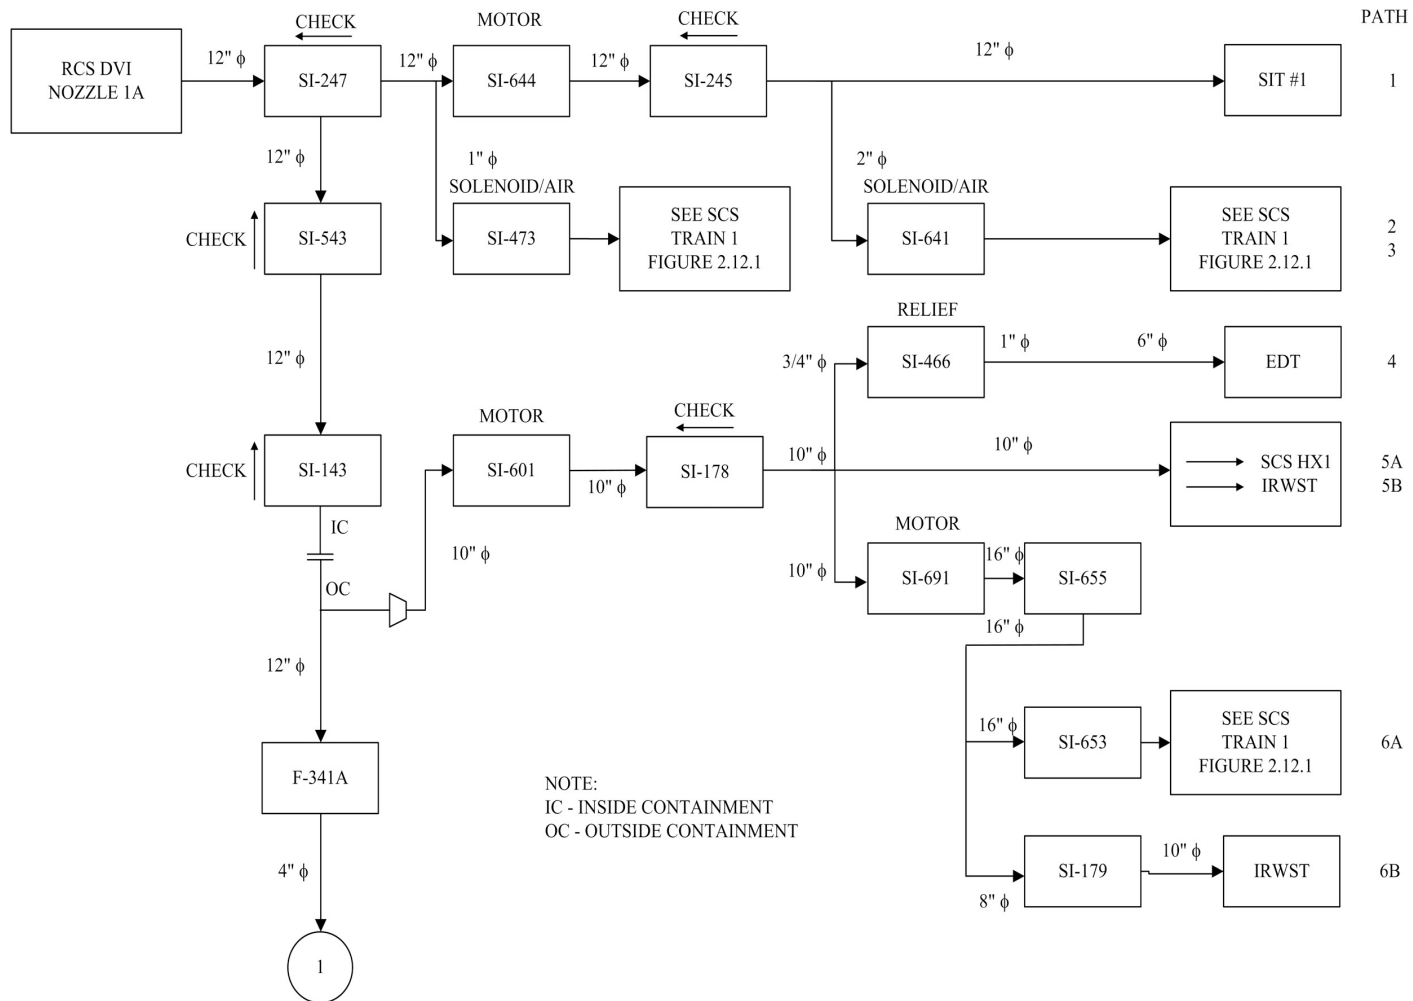 PATH
CHECK
MOTOR
CHECK
RCS DVI
NOZZLE 1A
12" ϕ
SI-247
12" ϕ
SI-644
12" ϕ
SI-245
12" ϕ
SIT #1
1
12" ϕ
1" ϕ
SOLENOID/AIR
2" ϕ
SOLENOID/AIR
CHECK
SI-543
SI-473
SEE SCS
TRAIN 1
FIGURE 2.12.1
SI-641
SEE SCS
TRAIN 1
FIGURE 2.12.1
2
3
RELIEF
12" ϕ
3/4" ϕ
SI-466
1" ϕ
6" ϕ
EDT
4
MOTOR
CHECK
CHECK
SI-143
SI-601
10" ϕ
SI-178
10" ϕ
10" ϕ
SCS HX1
IRWST
5A
5B
IC
OC
10" ϕ
MOTOR
10" ϕ
SI-691
16" ϕ
SI-655
16" ϕ
12" ϕ
16" ϕ
SI-653
SEE SCS
TRAIN 1
FIGURE 2.12.1
6A
F-341A
NOTE:
IC - INSIDE CONTAINMENT
OC - OUTSIDE CONTAINMENT
4" ϕ
8" ϕ
SI-179
10" ϕ
IRWST
6B
1